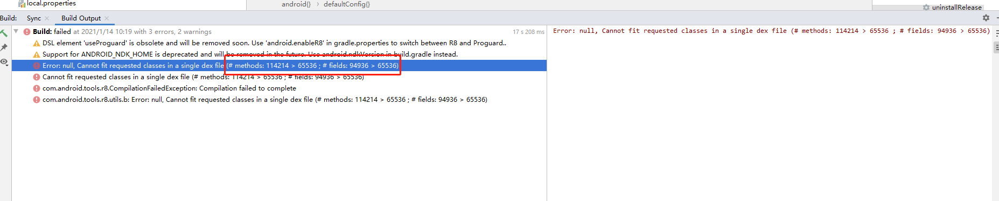 local.properties
android{} › defaultConfig{}
uninstallRelease
Build: Sync × Build Output ×
Build: failed at 2021/1/14 10:19 with 3 errors, 2 warnings 17 s 208 ms
DSL element 'useProguard' is obsolete and will be removed soon. Use 'android.enableR8' in gradle.properties to switch between R8 and Proguard..
Support for ANDROID_NDK_HOME is deprecated and will be removed in the future. Use android.ndkVersion in build.gradle instead.
Error: null, Cannot fit requested classes in a single dex file (# methods: 114214 > 65536 ; # fields: 94936 > 65536)
Cannot fit requested classes in a single dex file (# methods: 114214 > 65536 ; # fields: 94936 > 65536)
com.android.tools.r8.CompilationFailedException: Compilation failed to complete
com.android.tools.r8.utils.b: Error: null, Cannot fit requested classes in a single dex file (# methods: 114214 > 65536 ; # fields: 94936 > 65536)
Error: null, Cannot fit requested classes in a single dex file (# methods: 114214 > 65536 ; # fields: 94936 > 65536)